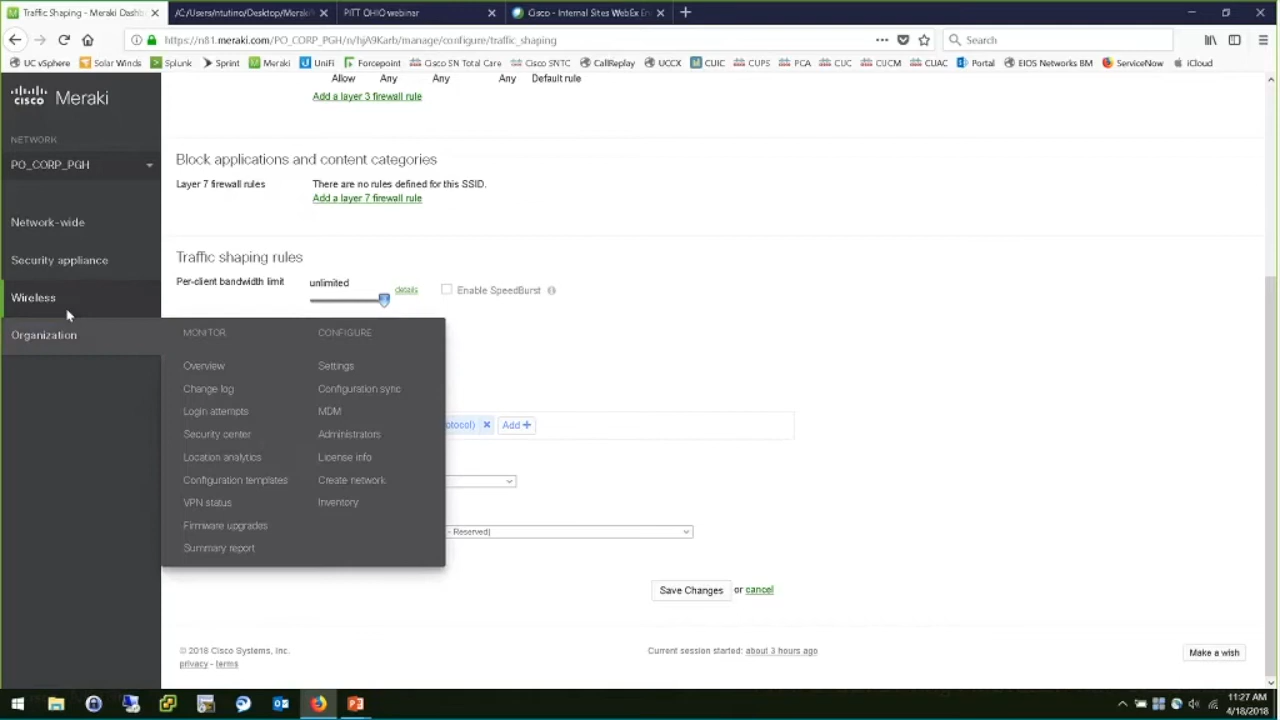 Traffic Shaping - Meraki Dashb
/C:/Users/ntutino/Desktop/Meraki
PITT OHIO webinar
Cisco - Internal Sites WebEx En
https://n81.meraki.com/PO_CORP_PGH/n/hjA9Karb/manage/configure/traffic_shaping
Search
UC vSphere
Solar Winds
Splunk
Sprint
Meraki
UniFi
Forcepoint
Cisco SN Total Care
Cisco SNTC
CallReplay
UCCX
CUIC
CUPS
PCA
CUC
CUCM
CUAC
Portal
EIOS Networks BM
ServiceNow
iCloud
CISCO Meraki
Allow Any Any Any Default rule
Add a layer 3 firewall rule
NETWORK
PO_CORP_PGH
Network-wide
Security appliance
Wireless
Organization
Block applications and content categories
Layer 7 firewall rules
There are no rules defined for this SSID.
Add a layer 7 firewall rule
Traffic shaping rules
Per-client bandwidth limit
unlimited
details
Enable SpeedBurst
MONITOR
Overview
Change log
Login attempts
Security center
Location analytics
Configuration templates
VPN status
Firmware upgrades
Summary report
CONFIGURE
Settings
Configuration sync
MDM
Administrators
License info
Create network
Inventory
otocol)
Add +
- Reserved)
Save Changes or cancel
© 2018 Cisco Systems, Inc.
privacy - terms
Current session started: about 3 hours ago
Make a wish
11:27 AM
4/18/2018